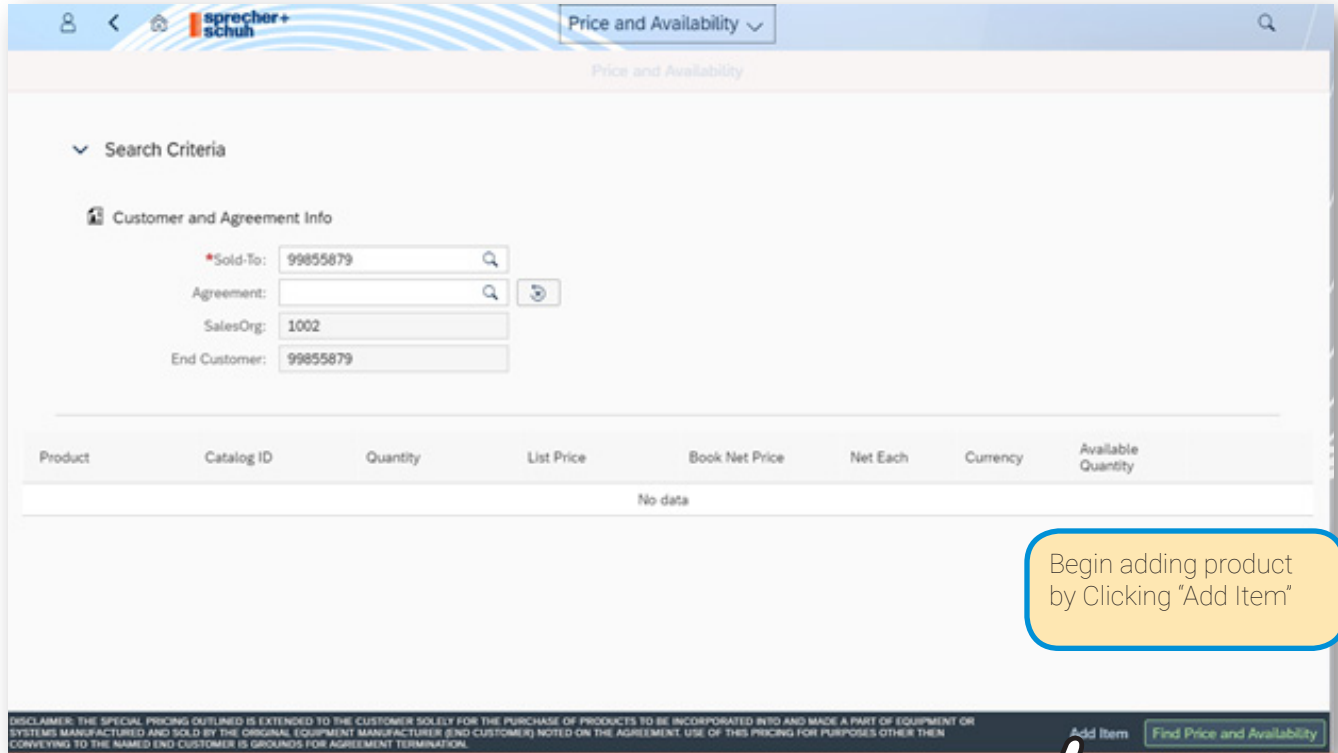 sprecher+
schuh
Price and Availability
Price and Availability
Search Criteria
Customer and Agreement Info
*Sold-To: 99855879
Agreement:
SalesOrg: 1002
End Customer: 99855879
Product Catalog ID Quantity List Price Book Net Price Net Each Currency Available
Quantity
No data
Begin adding product
by Clicking "Add Item"
DISCLAIMER: THE SPECIAL PRICING OUTLINED IS EXTENDED TO THE CUSTOMER SOLELY FOR THE PURCHASE OF PRODUCTS TO BE INCORPORATED INTO AND MADE A PART OF EQUIPMENT OR
SYSTEMS MANUFACTURED AND SOLD BY THE ORIGINAL EQUIPMENT MANUFACTURER (END CUSTOMER) NOTED ON THE AGREEMENT. USE OF THIS PRICING FOR PURPOSES OTHER THEN
CONVEYING TO THE NAMED END CUSTOMER IS GROUNDS FOR AGREEMENT TERMINATION.
Add Item Find Price and Availability